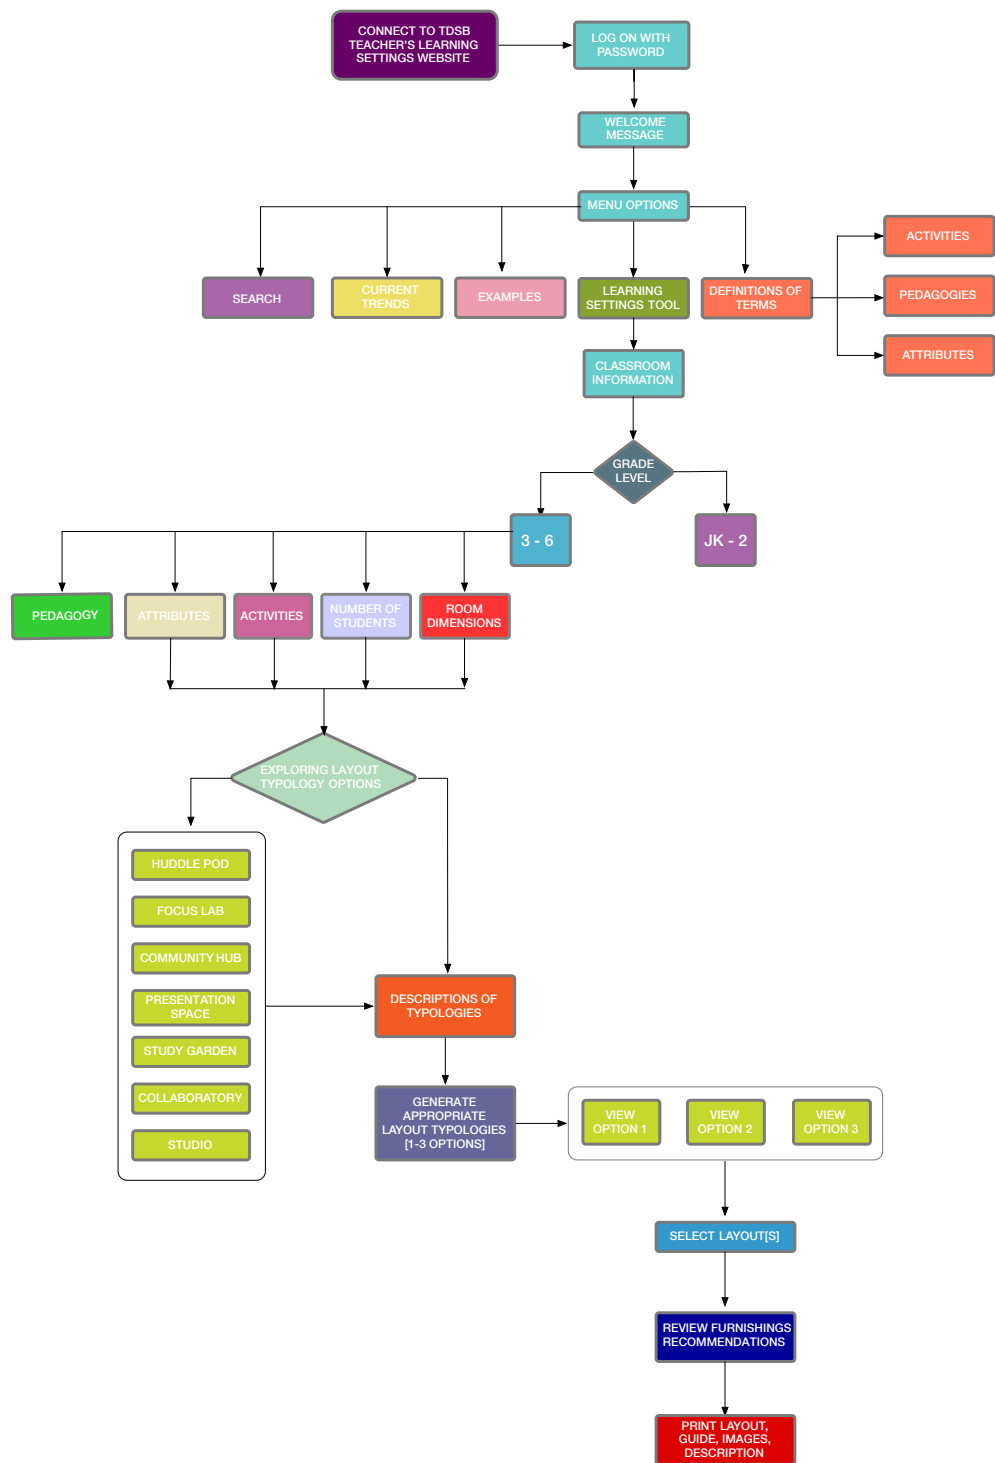 CONNECT TO TDSB
TEACHER'S LEARNING
SETTINGS WEBSITE
LOG ON WITH
PASSWORD
WELCOME
MESSAGE
MENU OPTIONS
SEARCH
CURRENT
TRENDS
EXAMPLES
LEARNING
SETTINGS TOOL
DEFINITIONS OF
TERMS
ACTIVITIES
PEDAGOGIES
ATTRIBUTES
CLASSROOM
INFORMATION
GRADE
LEVEL
3 - 6
JK - 2
PEDAGOGY
ATTRIBUTES
ACTIVITIES
NUMBER OF
STUDENTS
ROOM
DIMENSIONS
EXPLORING LAYOUT
TYPOLOGY OPTIONS
HUDDLE POD
FOCUS LAB
COMMUNITY HUB
PRESENTATION
SPACE
STUDY GARDEN
COLLABORATORY
STUDIO
DESCRIPTIONS OF
TYPOLOGIES
GENERATE
APPROPRIATE
LAYOUT TYPOLOGIES
[1-3 OPTIONS]
VIEW
OPTION 1
VIEW
OPTION 2
VIEW
OPTION 3
SELECT LAYOUT[S]
REVIEW FURNISHINGS
RECOMMENDATIONS
PRINT LAYOUT,
GUIDE, IMAGES,
DESCRIPTION